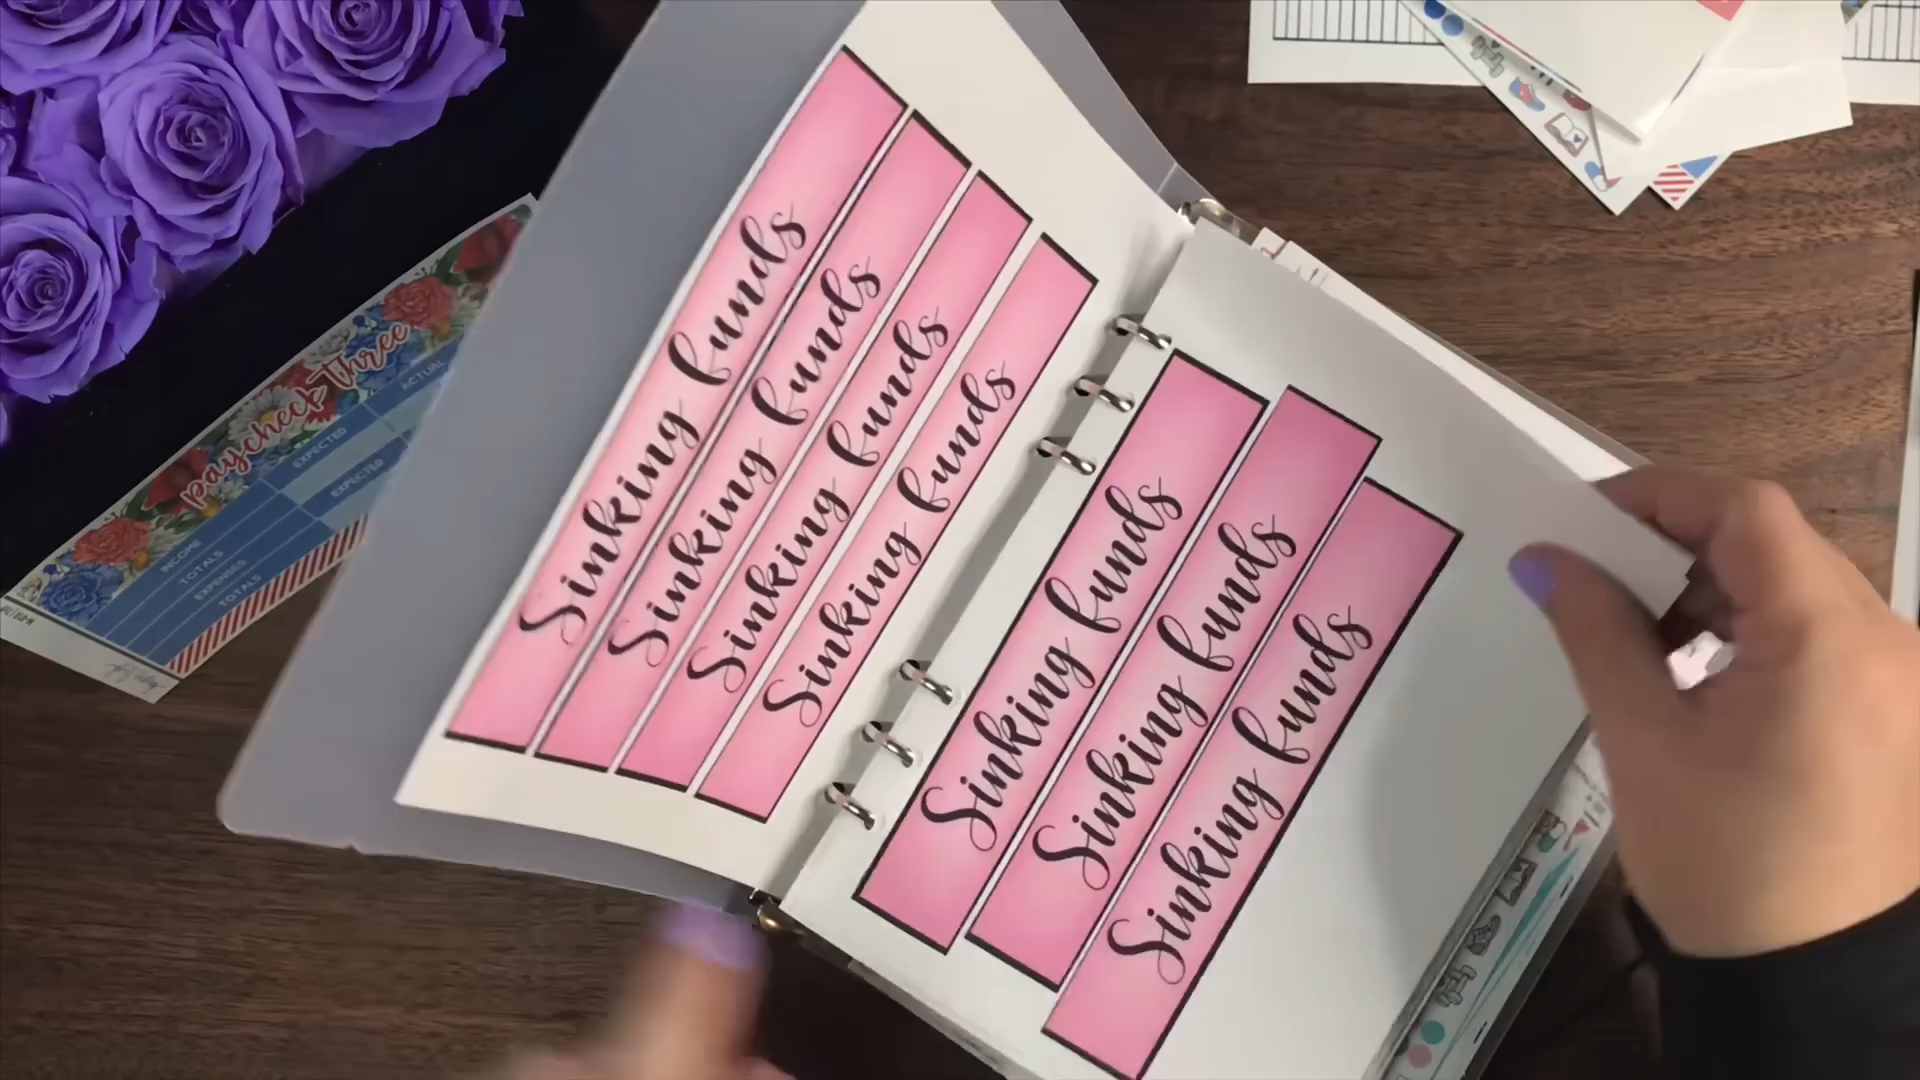 Sinking funds
Sinking funds
Sinking funds
Sinking funds
Sinking funds
Sinking funds
Sinking funds
paycheck three
EXPECTED
ACTUAL
INCOME
TOTALS
EXPECTED
EXPENSES
TOTALS